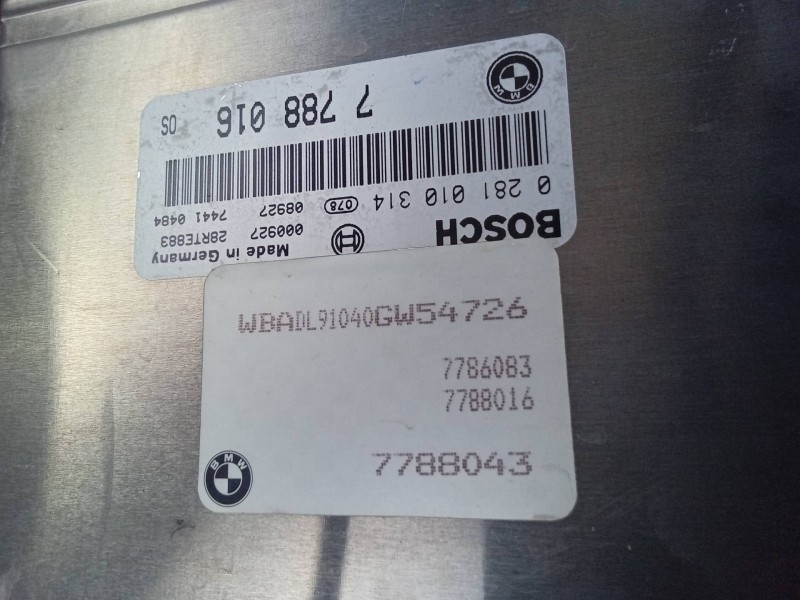 BMW
7 788 016 OS
0 281 010 314 078 08927 7441 0484
BOSCH 000927 28RTE883
Made in Germany
WBADL91040GW54726
7786083
7788016
BMW
7788043